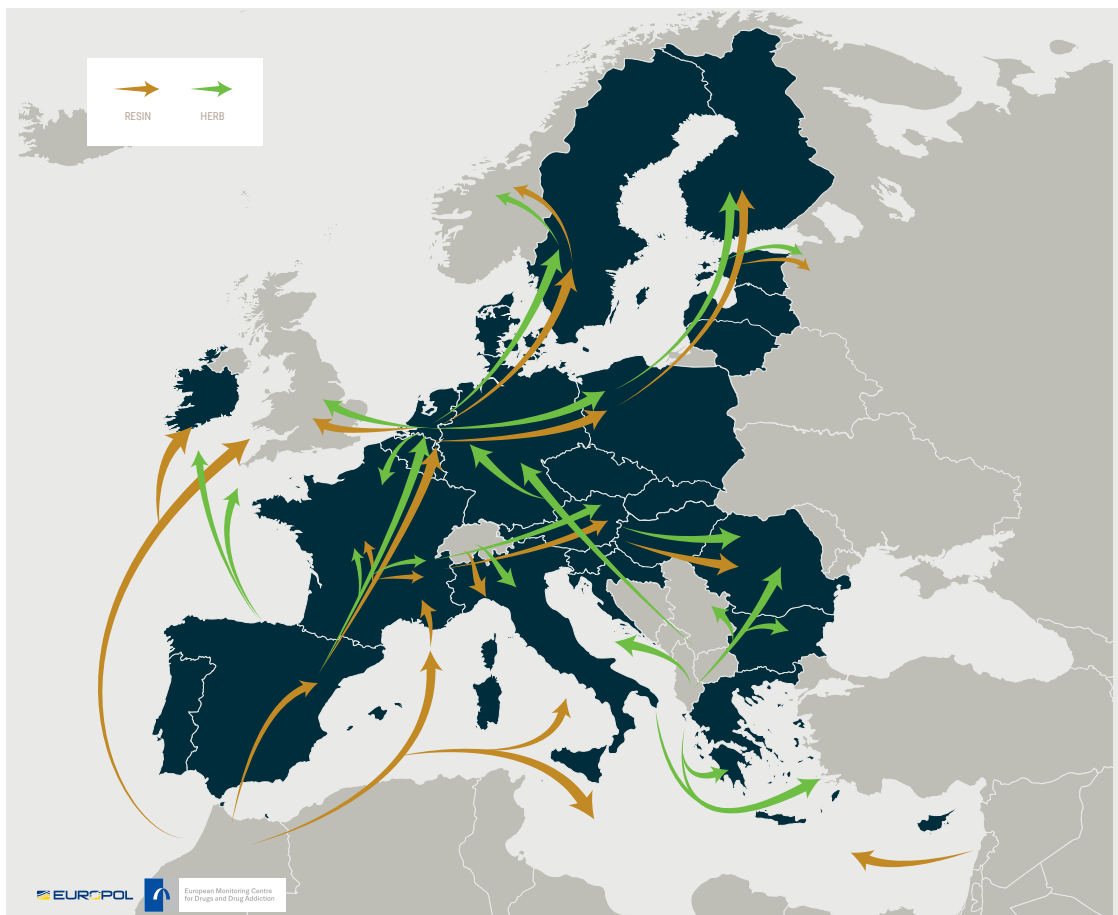 RESIN
HERB
EUROPOL
European Monitoring Centre
for Drugs and Drug Addiction